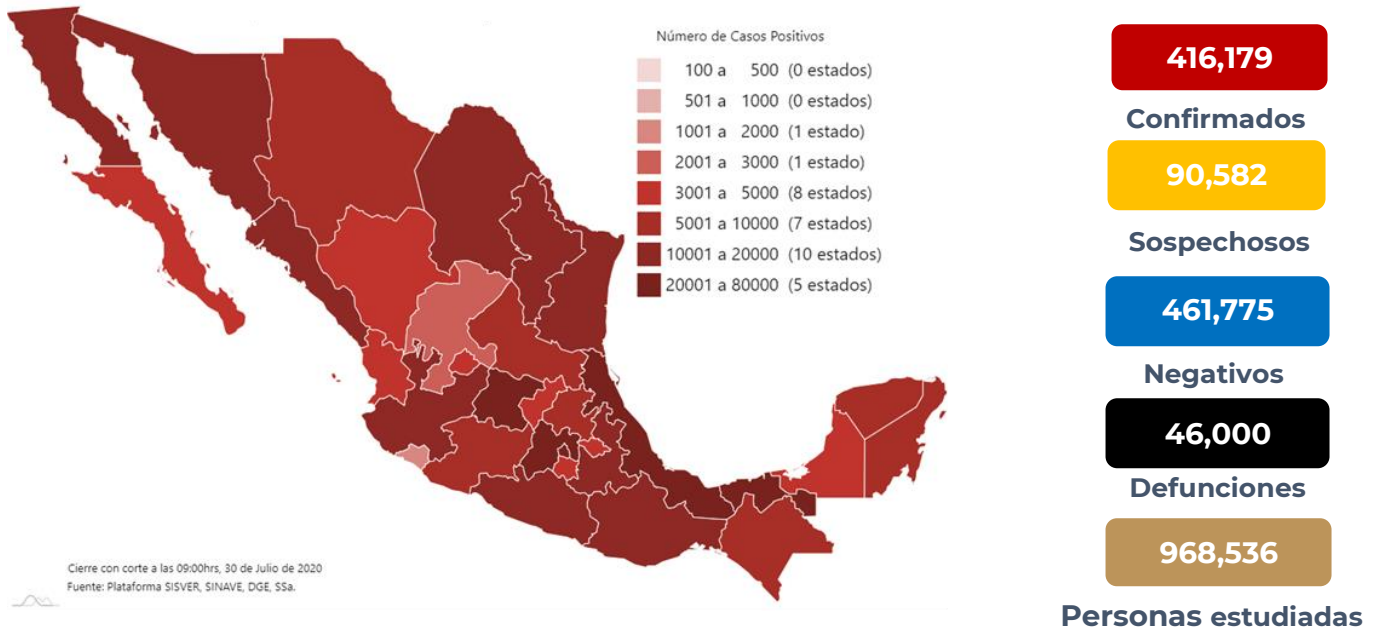 Número de Casos Positivos
100 a 500 (0 estados)
501 a 1000 (0 estados)
1001 a 2000 (1 estado)
2001 a 3000 (1 estado)
3001 a 5000 (8 estados)
5001 a 10000 (7 estados)
10001 a 20000 (10 estados)
20001 a 80000 (5 estados)
Cierre con corte a las 09:00hrs, 30 de Julio de 2020
Fuente: Plataforma SISVER, SINAVE, DGE, SSa.
416,179
Confirmados
90,582
Sospechosos
461,775
Negativos
46,000
Defunciones
968,536
Personas estudiadas